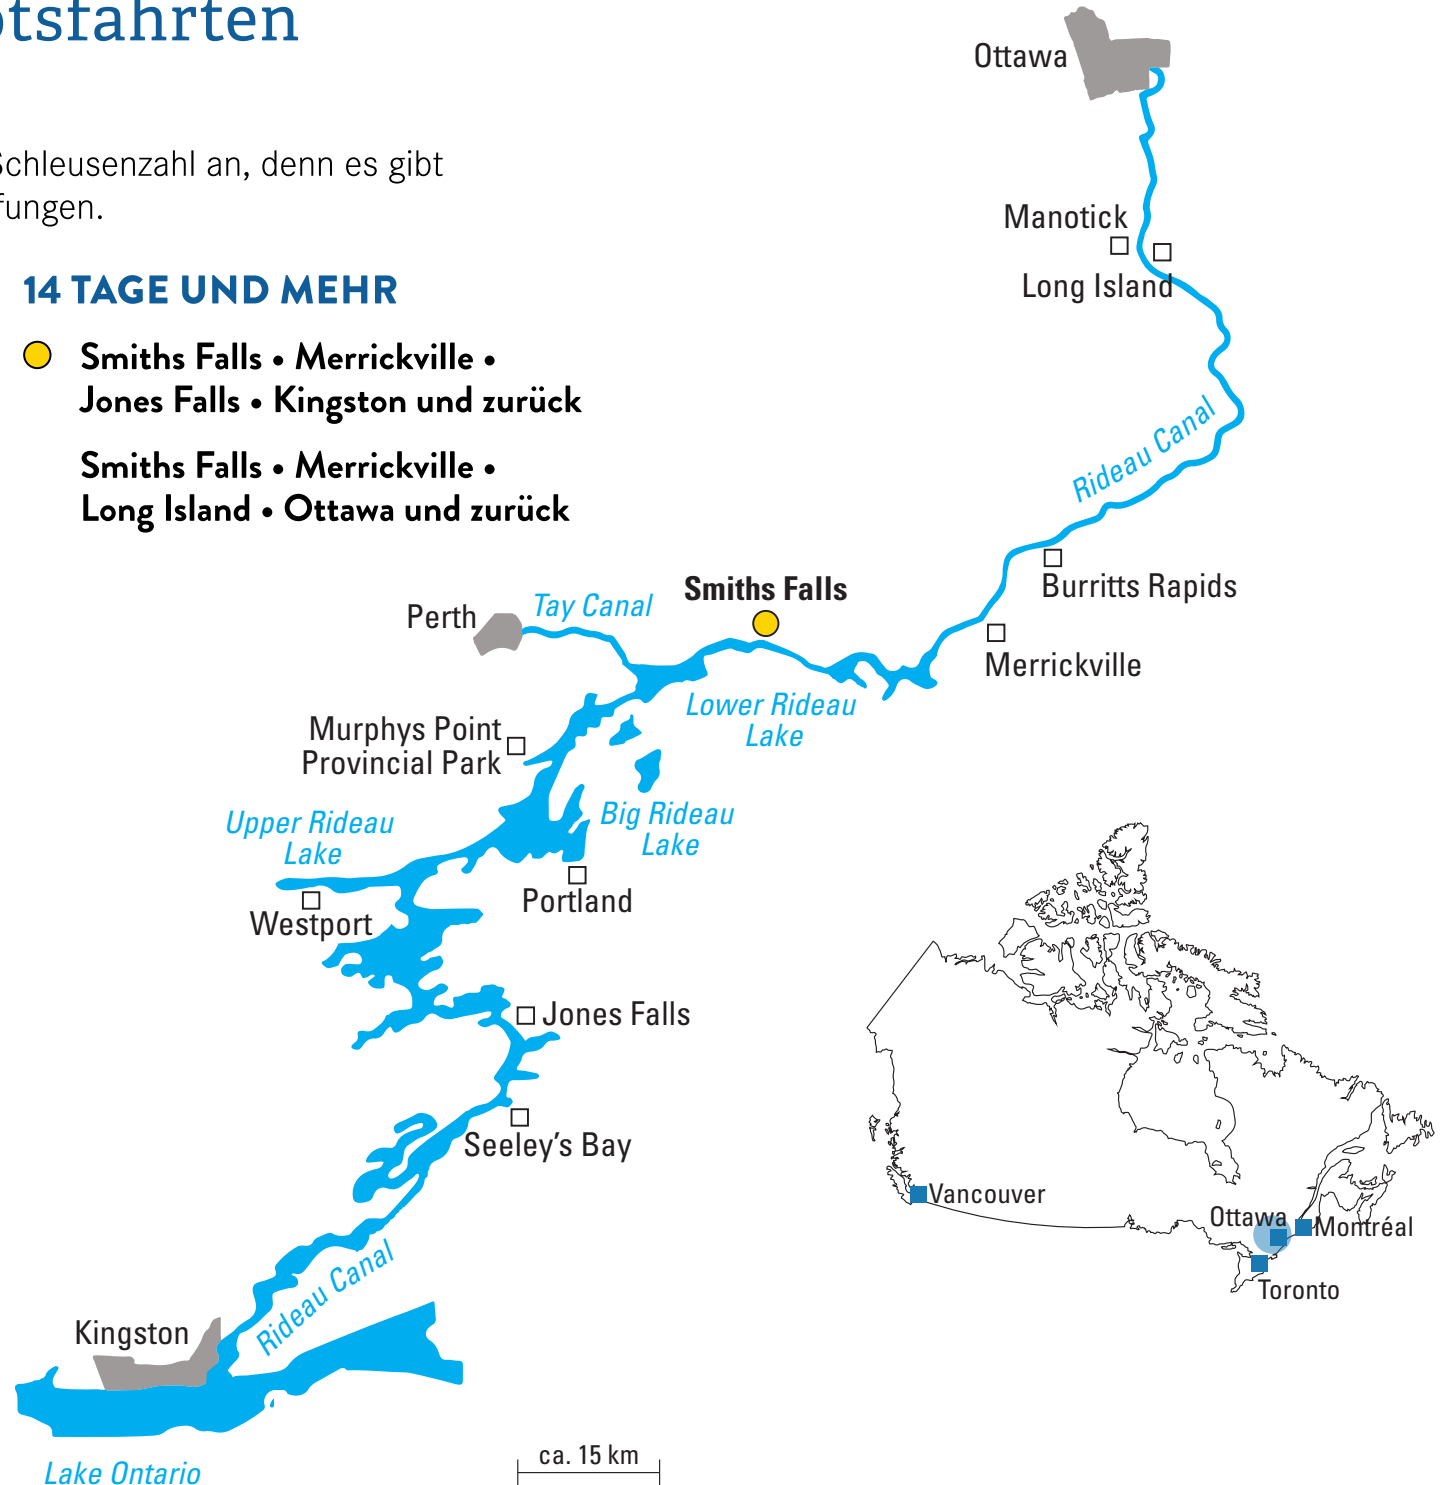 otsfahrten
Schleusenzahl an, denn es gibt
fungen.
14 TAGE UND MEHR
Smiths Falls • Merrickville •
Jones Falls • Kingston und zurück
Smiths Falls • Merrickville •
Long Island • Ottawa und zurück
Ottawa
Manotick
Long Island
Rideau Canal
Burritts Rapids
Merrickville
Smiths Falls
Tay Canal
Perth
Lower Rideau
Lake
Murphys Point
Provincial Park
Big Rideau
Lake
Upper Rideau
Lake
Portland
Westport
Jones Falls
Seeley's Bay
Rideau Canal
Kingston
Lake Ontario
ca. 15 km
Vancouver
Ottawa
Montréal
Toronto